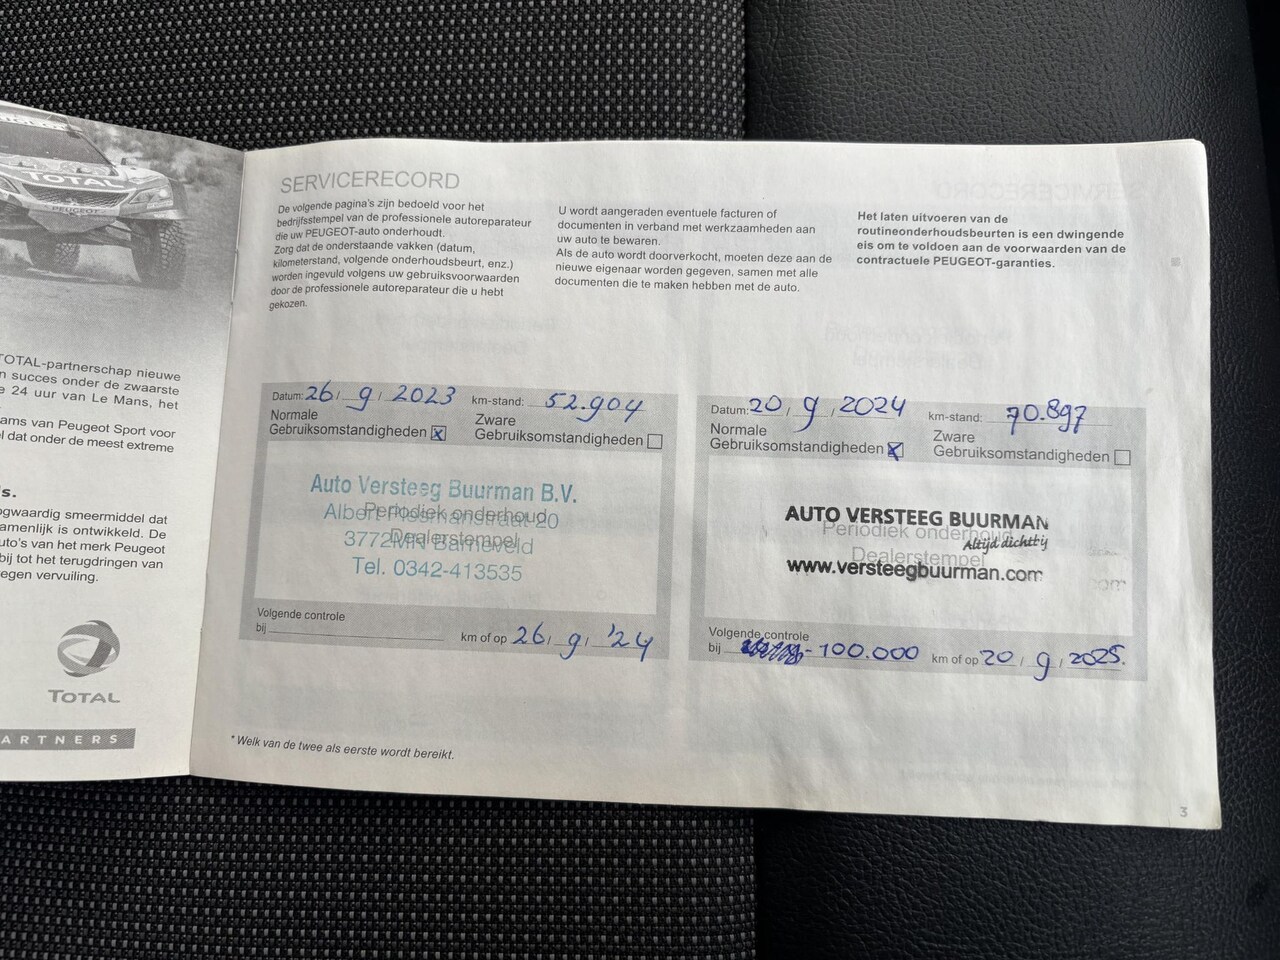 PEUGEOT
TOTAL
PEUGEOT
TOTAL-partnerschap nieuwe
n succes onder de zwaarste
e 24 uur van Le Mans, het
ams van Peugeot Sport voor
l dat onder de meest extreme
s.
ogwaardig smeermiddel dat
amenlijk is ontwikkeld. De
uto's van het merk Peugeot
bij tot het terugdringen van
egen vervuiling.
TOTAL
ARTNERS
SERVICERECORD
De volgende pagina's zijn bedoeld voor het
bedrijfsstempel van de professionele autoreparateur
die uw PEUGEOT-auto onderhoudt.
Zorg dat de onderstaande vakken (datum,
kilometerstand, volgende onderhoudsbeurt, enz.)
worden ingevuld volgens uw gebruiksvoorwaarden
door de professionele autoreparateur die u hebt
gekozen.
U wordt aangeraden eventuele facturen of
documenten in verband met werkzaamheden aan
uw auto te bewaren.
Als de auto wordt doorverkocht, moeten deze aan de
nieuwe eigenaar worden gegeven, samen met alle
documenten die te maken hebben met de auto.
Het laten uitvoeren van de
routineonderhoudsbeurten is een dwingende
eis om te voldoen aan de voorwaarden van de
contractuele PEUGEOT-garanties.
Datum: 26 / 9 / 2023 km-stand: 52.904
Normale
Gebruiksomstandigheden x
Zware
Gebruiksomstandigheden
Auto Versteeg Buurman B.V.
Periodiek onderhoud
Dealerstempel
3772 Barneveld
Tel. 0342-413535
Volgende controle
bij km of op 26 / 9 / '24
Datum: 20 / 9 / 2024 km-stand: 70.897
Normale
Gebruiksomstandigheden x
Zware
Gebruiksomstandigheden
AUTO VERSTEEG BUURMAN
Periodiek onderhoud
Altijd dichtbij
Dealerstempel
www.versteegbuurman.com
Volgende controle
bij - 100.000 km of op 20 / 9 / 2025.
* Welk van de twee als eerste wordt bereikt.
3